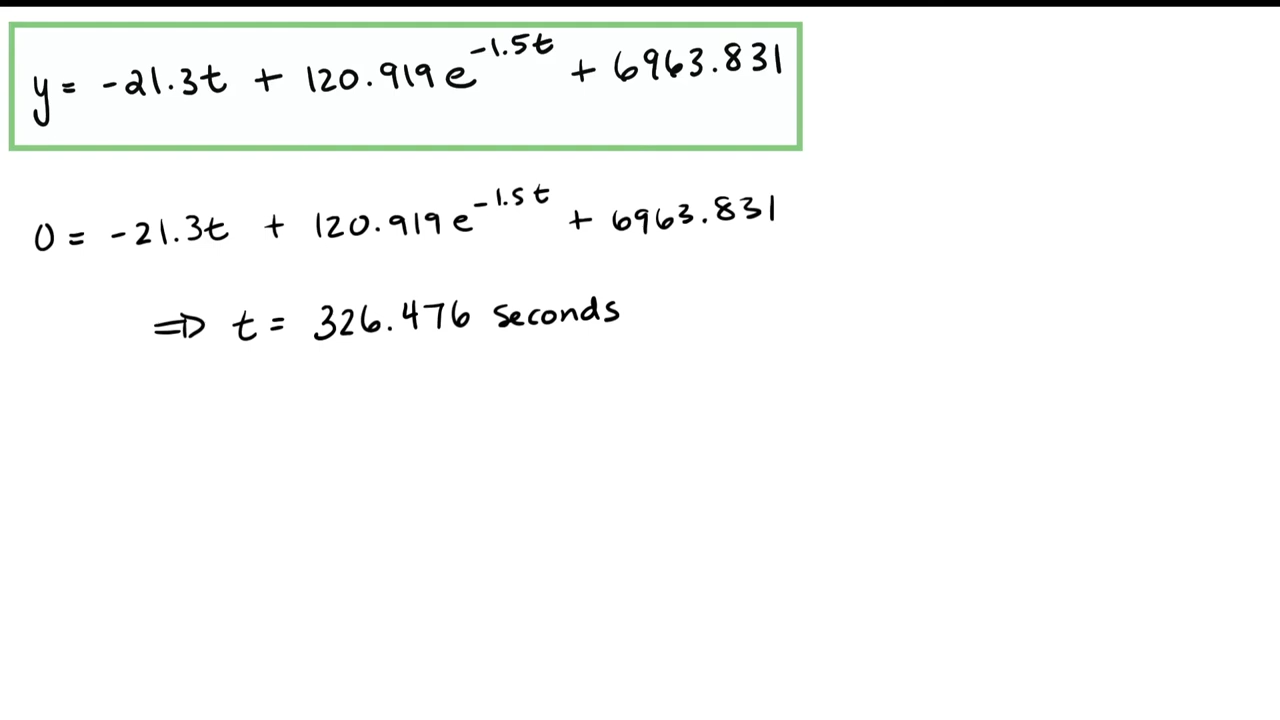 y = -21.3t + 120.919e^{-1.5t} + 6963.831
0 = -21.3t + 120.919e^{-1.5t} + 6963.831
⇒ t = 326.476 seconds